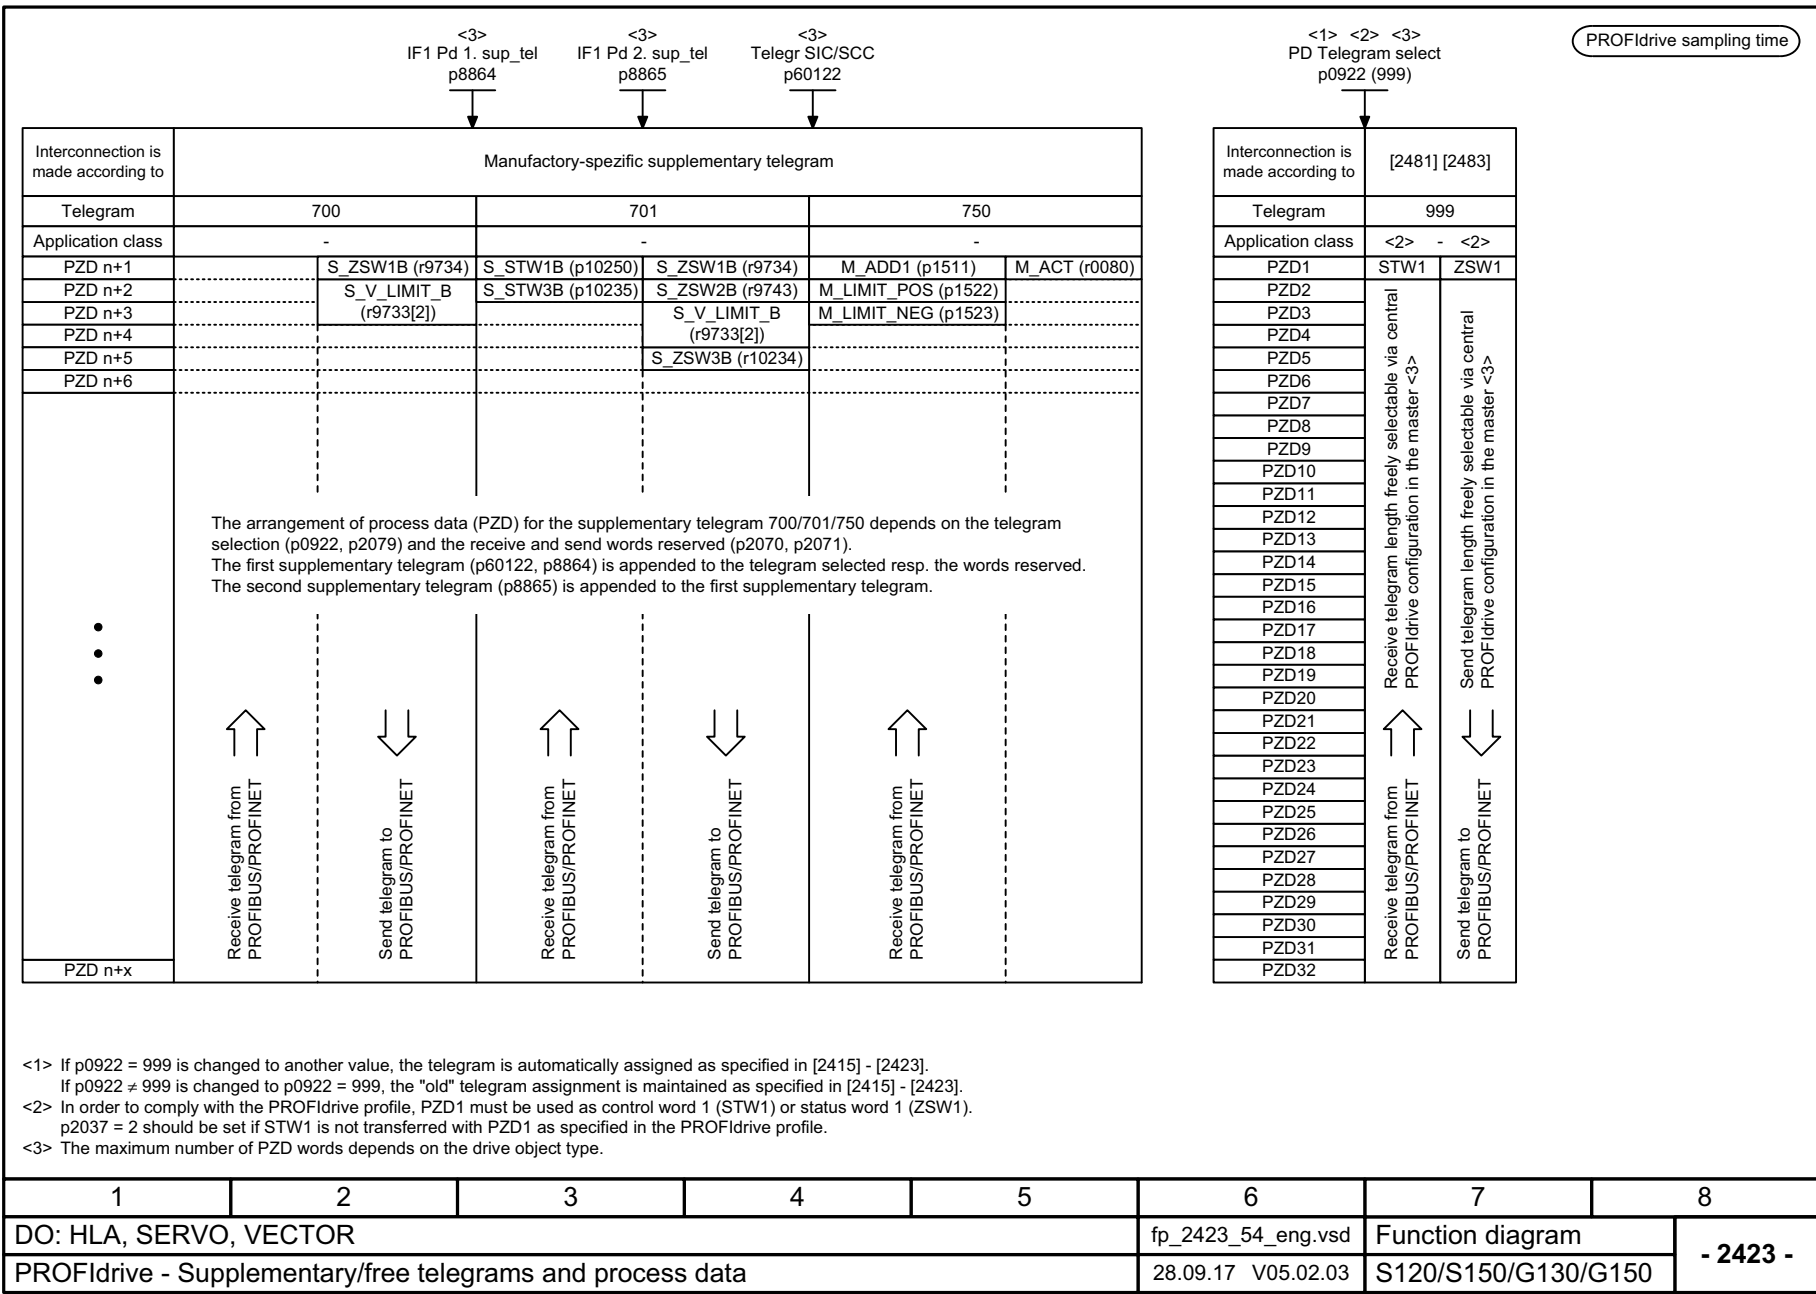 <3>
IF1 Pd 1. sup_tel
p8864
<3>
IF1 Pd 2. sup_tel
p8865
<3>
Telegr SIC/SCC
p60122
<1> <2> <3>
PD Telegram select
p0922 (999)
PROFIdrive sampling time
Interconnection is
made according to
Manufactory-spezific supplementary telegram
Telegram 700 701 750
Application class - - -
PZD n+1 S_ZSW1B (r9734) S_STW1B (p10250) S_ZSW1B (r9734) M_ADD1 (p1511) M_ACT (r0080)
PZD n+2 S_V_LIMIT_B S_STW3B (p10235) S_ZSW2B (r9743) M_LIMIT_POS (p1522)
PZD n+3 (r9733[2]) S_V_LIMIT_B M_LIMIT_NEG (p1523)
PZD n+4 (r9733[2])
PZD n+5 S_ZSW3B (r10234)
PZD n+6
The arrangement of process data (PZD) for the supplementary telegram 700/701/750 depends on the telegram
selection (p0922, p2079) and the receive and send words reserved (p2070, p2071).
The first supplementary telegram (p60122, p8864) is appended to the telegram selected resp. the words reserved.
The second supplementary telegram (p8865) is appended to the first supplementary telegram.
Receive telegram from
PROFIBUS/PROFINET
Send telegram to
PROFIBUS/PROFINET
Receive telegram from
PROFIBUS/PROFINET
Send telegram to
PROFIBUS/PROFINET
Receive telegram from
PROFIBUS/PROFINET
PZD n+x
Interconnection is
made according to
[2481] [2483]
Telegram 999
Application class <2> - <2>
PZD1 STW1 ZSW1
PZD2
PZD3
PZD4
PZD5
PZD6
PZD7
PZD8
PZD9
PZD10
PZD11
PZD12
PZD13
PZD14
PZD15
PZD16
PZD17
PZD18
PZD19
PZD20
PZD21
PZD22
PZD23
PZD24
PZD25
PZD26
PZD27
PZD28
PZD29
PZD30
PZD31
PZD32
Receive telegram length freely selectable via central
PROFIdrive configuration in the master <3>
Send telegram length freely selectable via central
PROFIdrive configuration in the master <3>
Receive telegram from
PROFIBUS/PROFINET
Send telegram to
PROFIBUS/PROFINET
<1> If p0922 = 999 is changed to another value, the telegram is automatically assigned as specified in [2415] - [2423].
If p0922 ≠ 999 is changed to p0922 = 999, the "old" telegram assignment is maintained as specified in [2415] - [2423].
<2> In order to comply with the PROFIdrive profile, PZD1 must be used as control word 1 (STW1) or status word 1 (ZSW1).
p2037 = 2 should be set if STW1 is not transferred with PZD1 as specified in the PROFIdrive profile.
<3> The maximum number of PZD words depends on the drive object type.
1 2 3 4 5 6 7 8
DO: HLA, SERVO, VECTOR fp_2423_54_eng.vsd Function diagram
- 2423 -
PROFIdrive - Supplementary/free telegrams and process data 28.09.17 V05.02.03 S120/S150/G130/G150